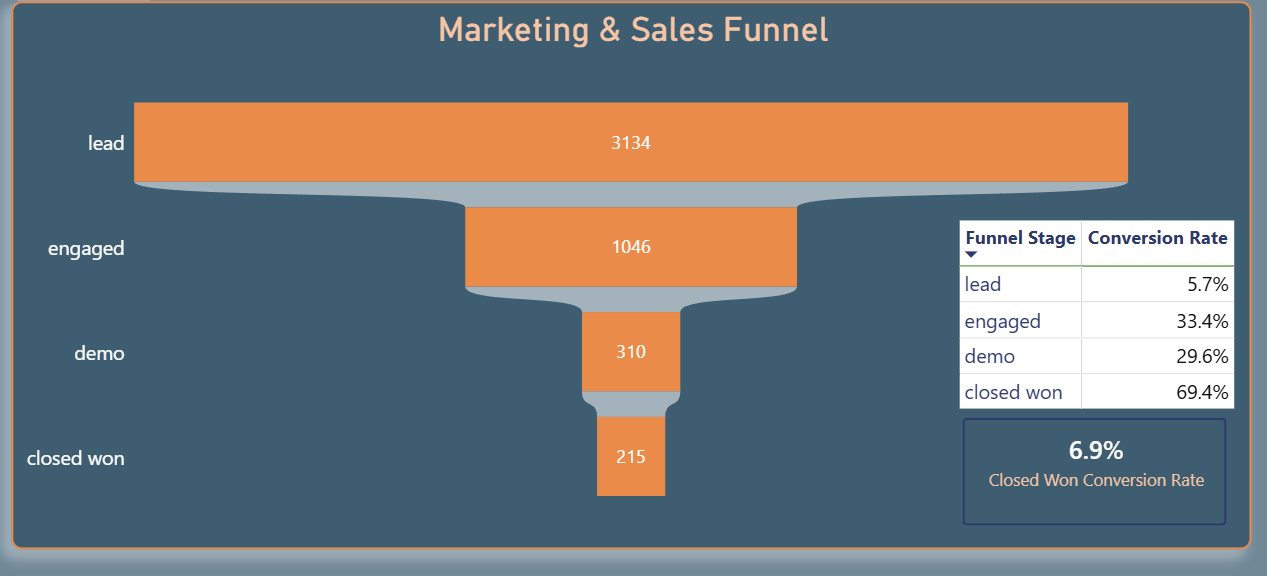 Marketing & Sales Funnel
lead
3134
engaged
1046
demo
310
closed won
215
Funnel Stage Conversion Rate
lead 5.7%
engaged 33.4%
demo 29.6%
closed won 69.4%
6.9%
Closed Won Conversion Rate